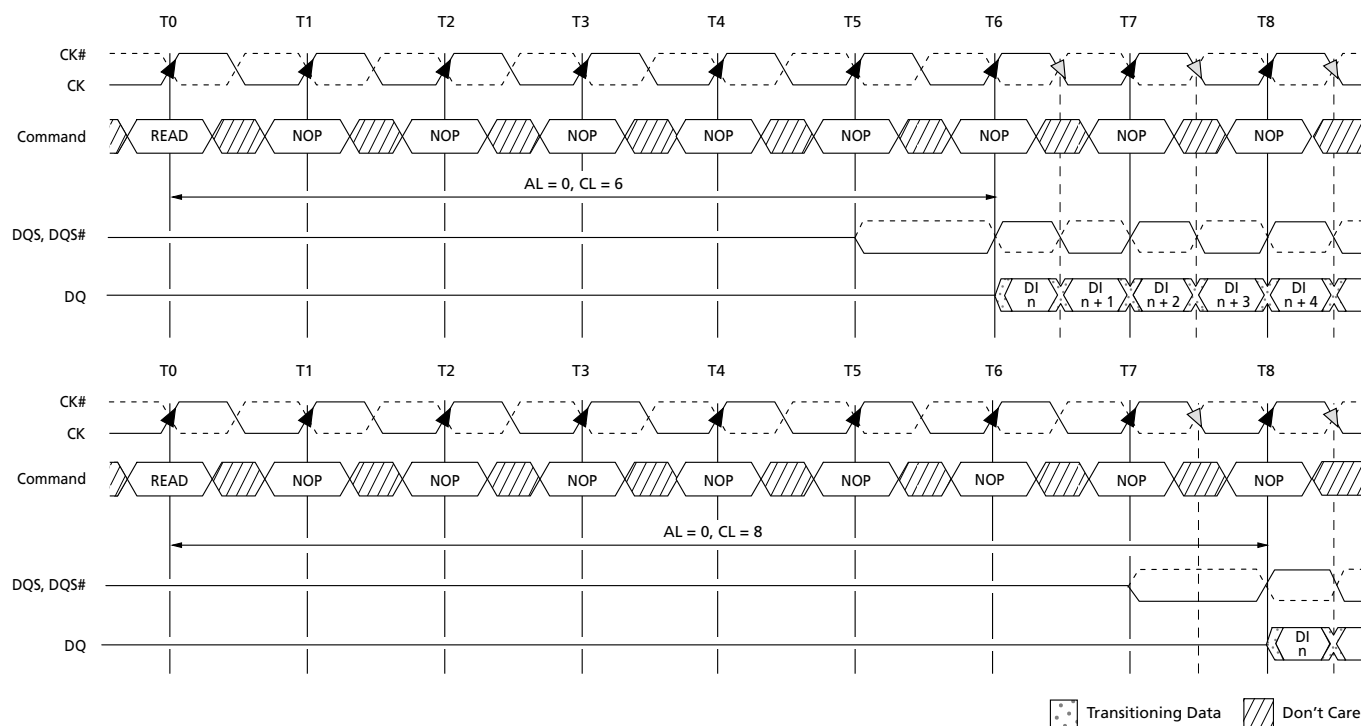 T0 T1 T2 T3 T4 T5 T6 T7 T8
CK#
CK
Command READ NOP NOP NOP NOP NOP NOP NOP NOP
AL = 0, CL = 6
DQS, DQS#
DQ DI n DI n + 1 DI n + 2 DI n + 3 DI n + 4
T0 T1 T2 T3 T4 T5 T6 T7 T8
CK#
CK
Command READ NOP NOP NOP NOP NOP NOP NOP NOP
AL = 0, CL = 8
DQS, DQS#
DQ DI n
Transitioning Data Don't Care